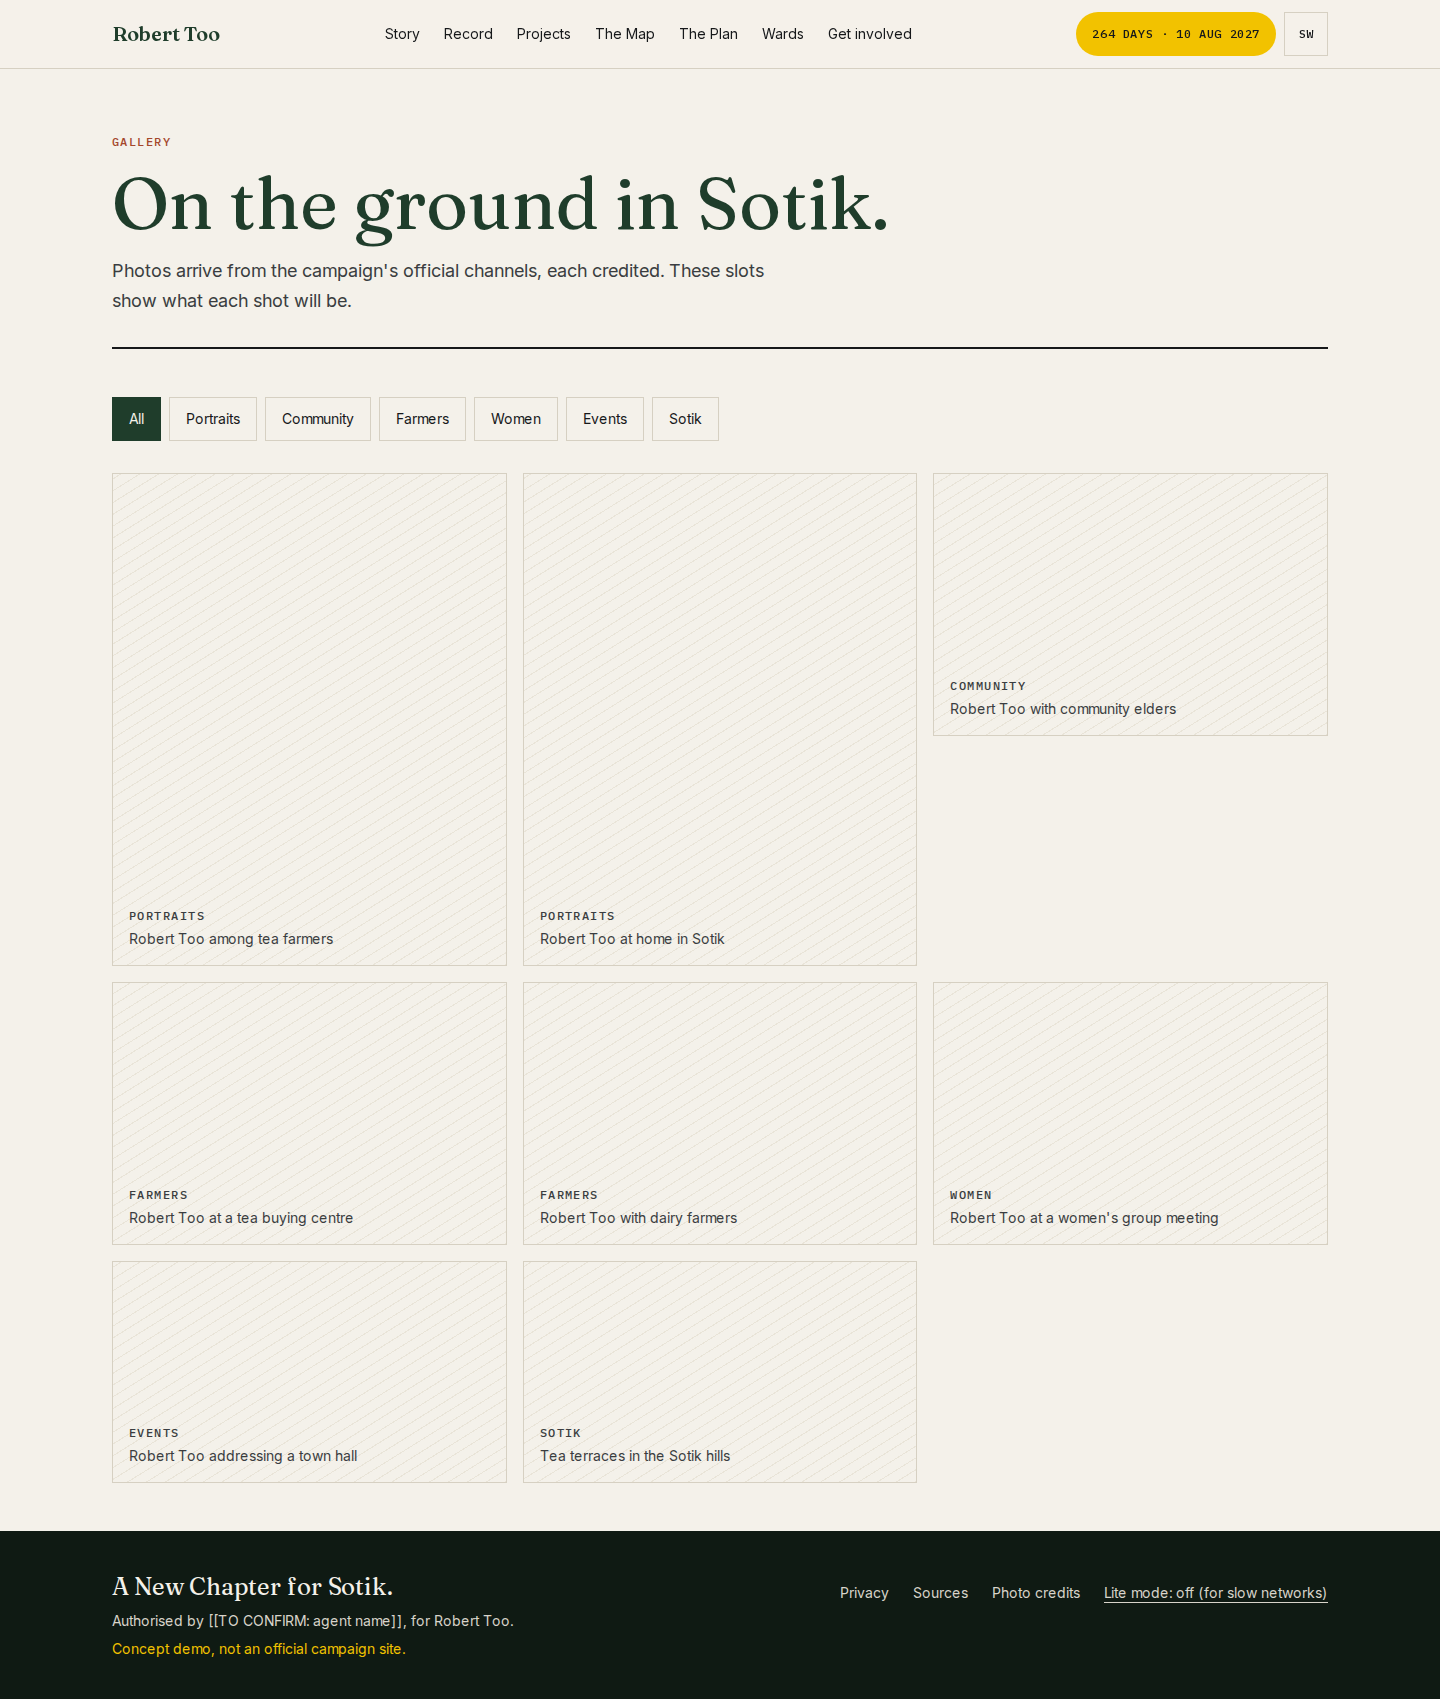 Robert Too
Story Record Projects The Map The Plan Wards Get involved
264 DAYS · 10 AUG 2027
SW
GALLERY
On the ground in Sotik.
Photos arrive from the campaign's official channels, each credited. These slots
show what each shot will be.
All Portraits Community Farmers Women Events Sotik
PORTRAITS
Robert Too among tea farmers
PORTRAITS
Robert Too at home in Sotik
COMMUNITY
Robert Too with community elders
FARMERS
Robert Too at a tea buying centre
FARMERS
Robert Too with dairy farmers
WOMEN
Robert Too at a women's group meeting
EVENTS
Robert Too addressing a town hall
SOTIK
Tea terraces in the Sotik hills
A New Chapter for Sotik.
Authorised by [[TO CONFIRM: agent name]], for Robert Too.
Concept demo, not an official campaign site.
Privacy Sources Photo credits Lite mode: off (for slow networks)